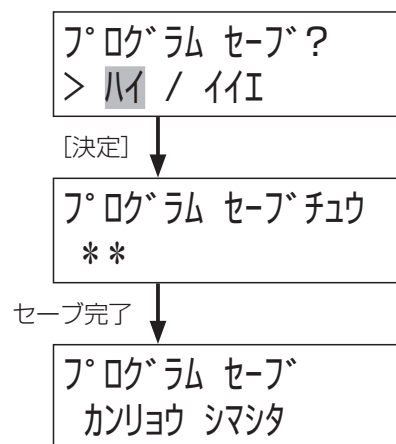 プログラム セーブ?
> ハイ / イイエ
[決定]
プログラム セーブチュウ
**
セーブ完了
プログラム セーブ
カンリョウ シマシタ